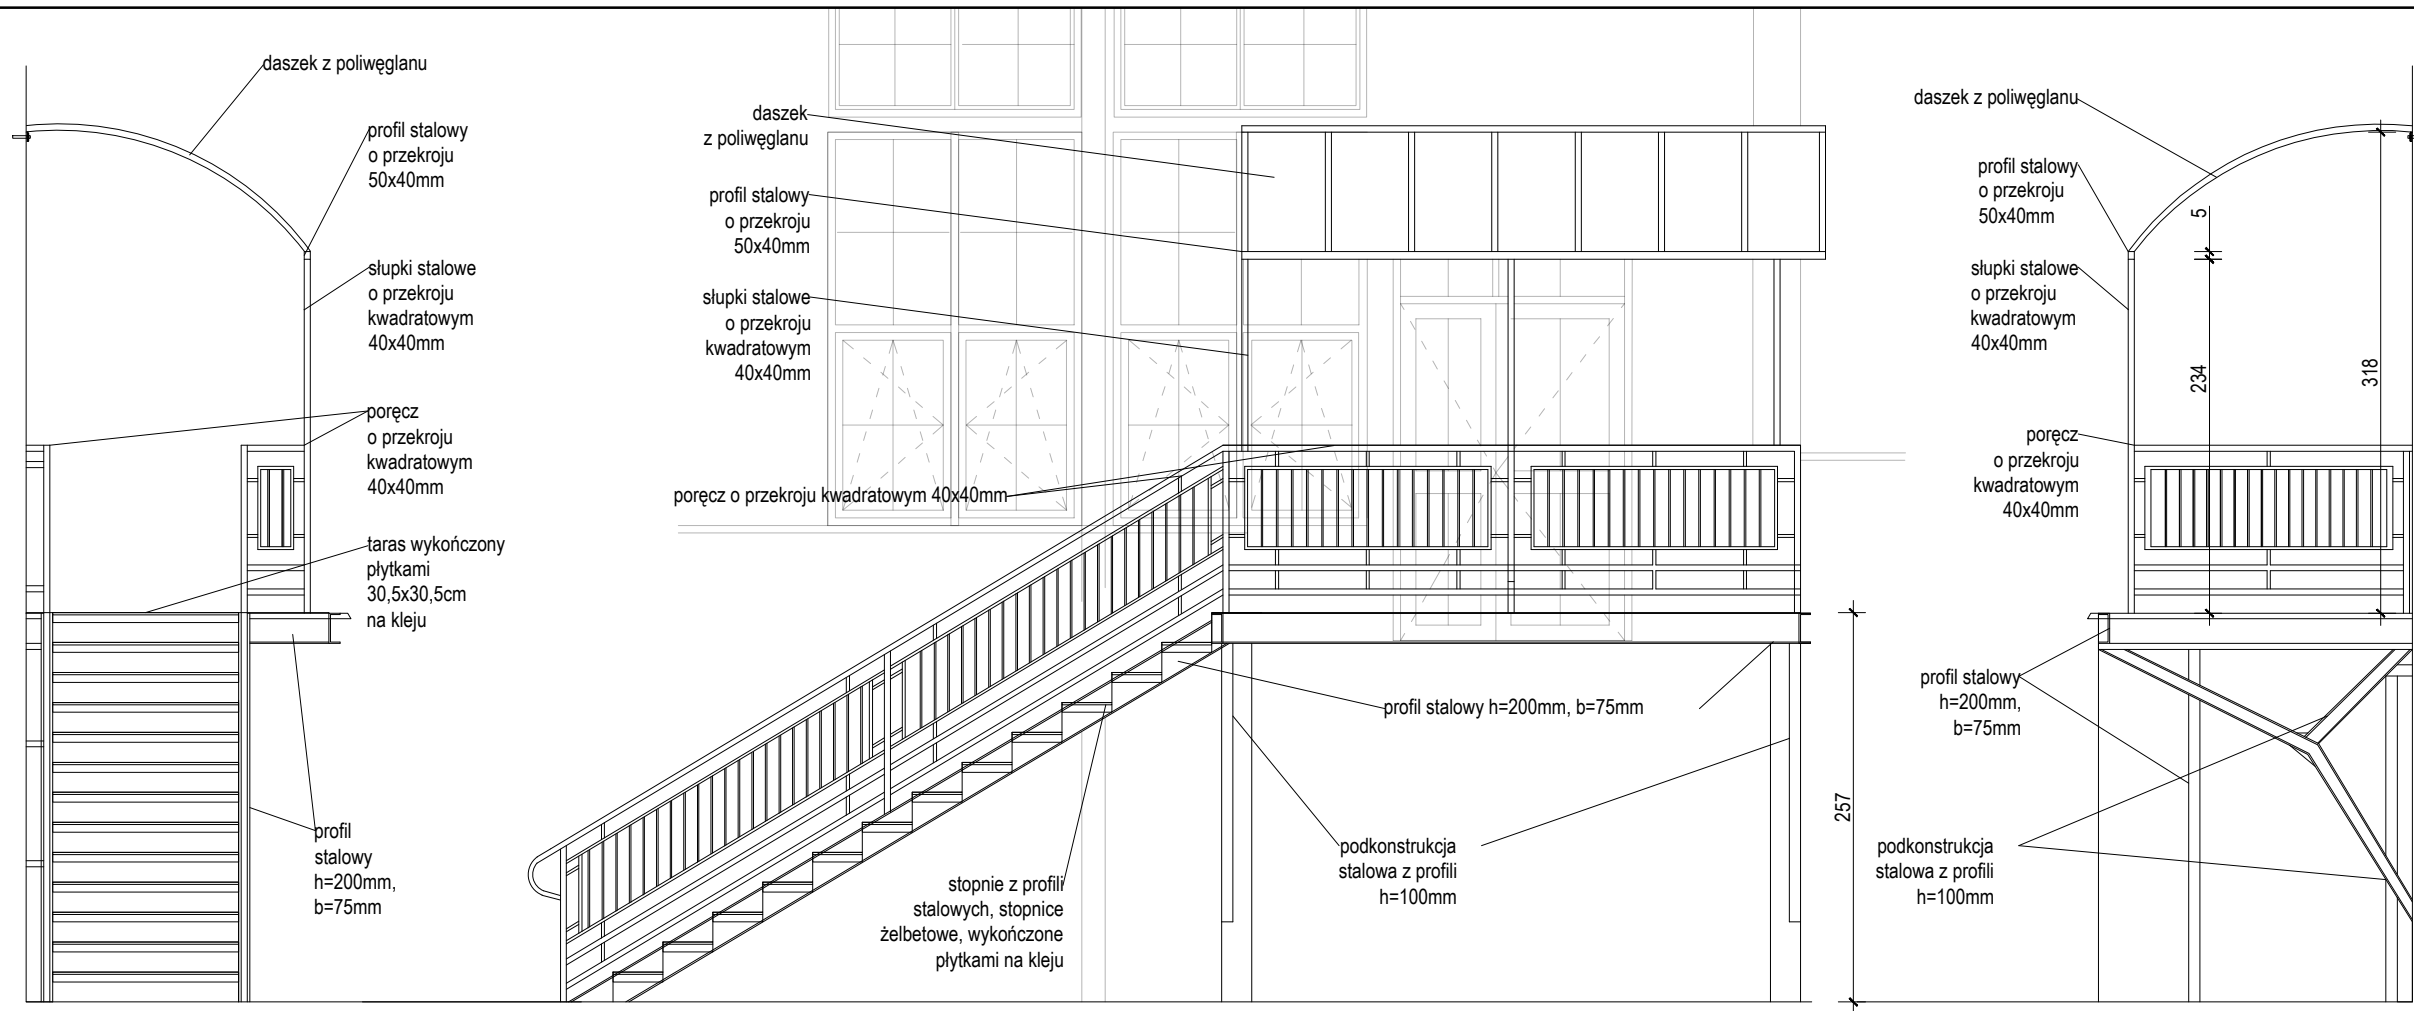 daszek z poliwęglanu
profil stalowy
o przekroju
50x40mm
słupki stalowe
o przekroju
kwadratowym
40x40mm
poręcz
o przekroju
kwadratowym
40x40mm
taras wykończony
płytkami
30,5x30,5cm
na kleju
profil
stalowy
h=200mm,
b=75mm
daszek
z poliwęglanu
profil stalowy
o przekroju
50x40mm
słupki stalowe
o przekroju
kwadratowym
40x40mm
poręcz o przekroju kwadratowym 40x40mm
profil stalowy h=200mm, b=75mm
podkonstrukcja
stalowa z profili
h=100mm
stopnie z profili
stalowych, stopnice
żelbetowe, wykończone
płytkami na kleju
257
daszek z poliwęglanu
profil stalowy
o przekroju
50x40mm
słupki stalowe
o przekroju
kwadratowym
40x40mm
5
234
318
poręcz
o przekroju
kwadratowym
40x40mm
profil stalowy
h=200mm,
b=75mm
podkonstrukcja
stalowa z profili
h=100mm